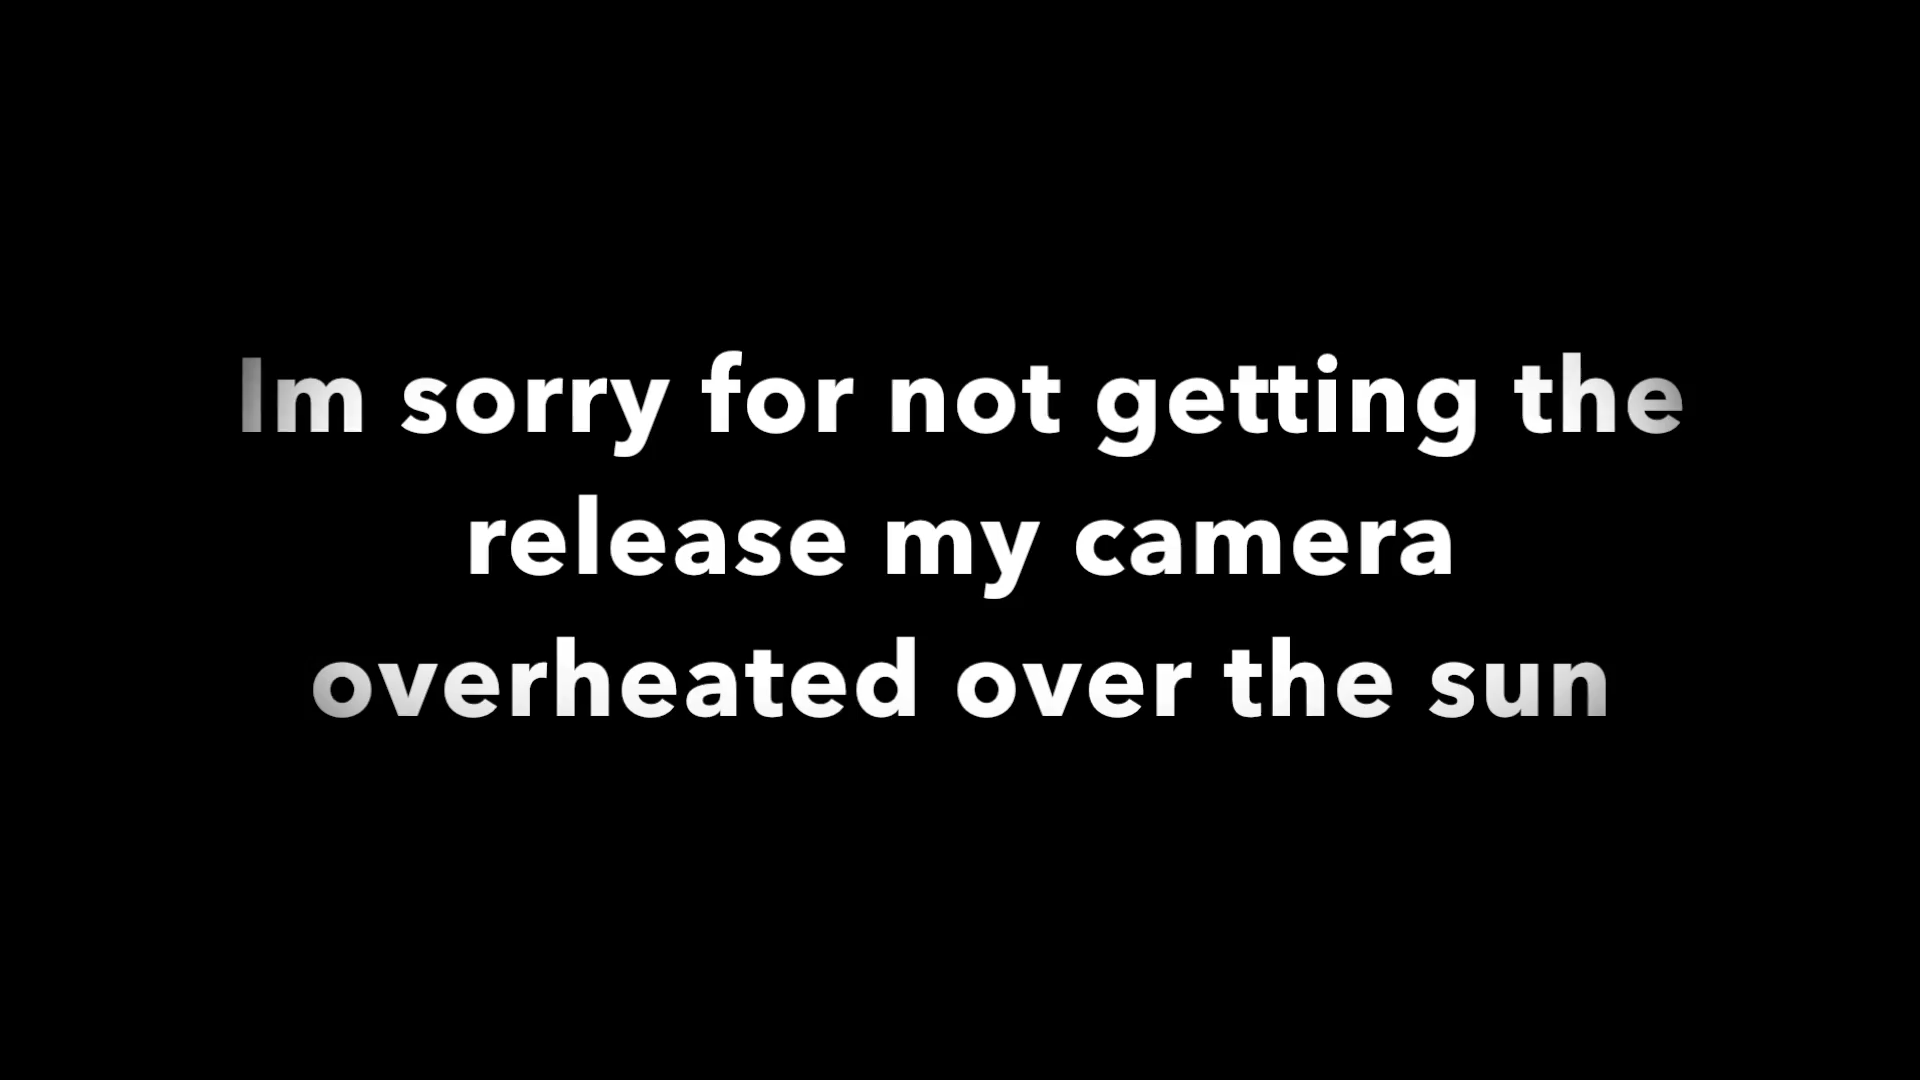 Im sorry for not getting the
release my camera
overheated over the sun